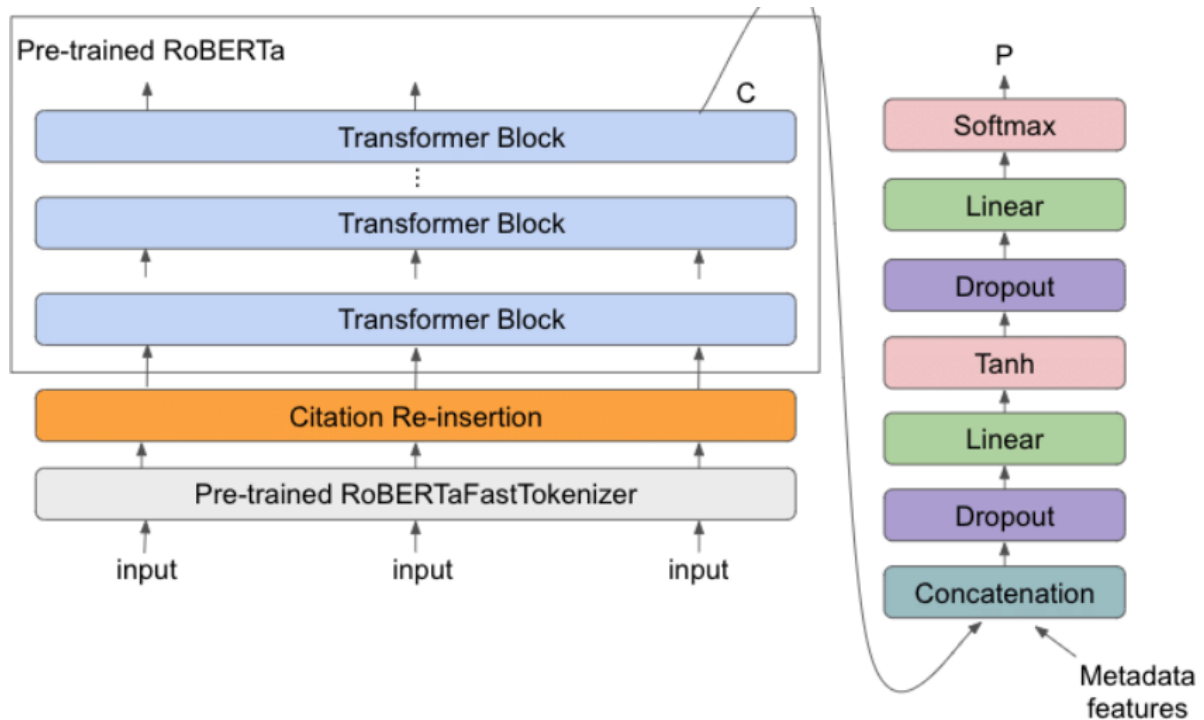 Pre-trained RoBERTa
C
Transformer Block
⋮
Transformer Block
Transformer Block
Citation Re-insertion
Pre-trained RoBERTaFastTokenizer
input input input
P
Softmax
Linear
Dropout
Tanh
Linear
Dropout
Concatenation
Metadata
features